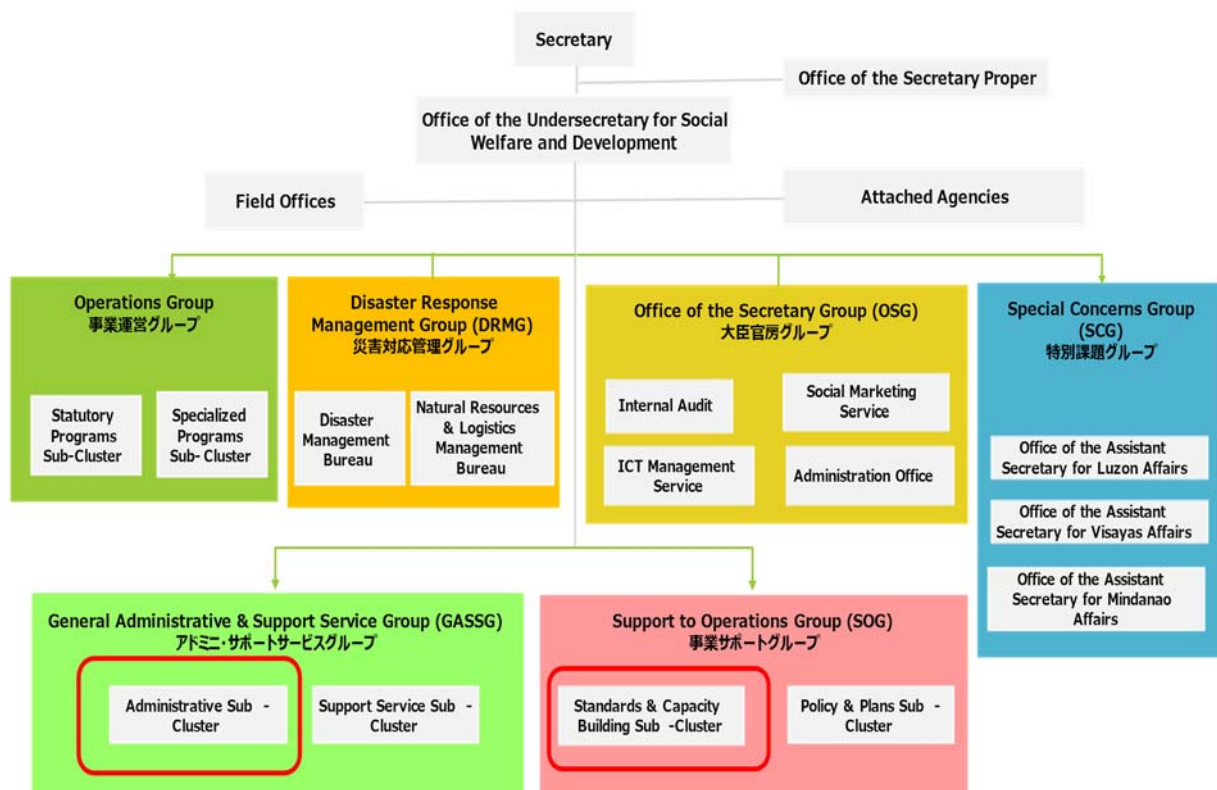 Secretary
Office of the Secretary Proper
Office of the Undersecretary for Social
Welfare and Development
Field Offices
Attached Agencies
Operations Group
事業運営グループ
Statutory
Programs
Sub-Cluster
Specialized
Programs
Sub- Cluster
Disaster Response
Management Group (DRMG)
災害対応管理グループ
Disaster
Management
Bureau
Natural Resources
& Logistics
Management
Bureau
Office of the Secretary Group (OSG)
大臣官房グループ
Internal Audit
Social Marketing
Service
ICT Management
Service
Administration Office
Special Concerns Group
(SCG)
特別課題グループ
Office of the Assistant
Secretary for Luzon Affairs
Office of the Assistant
Secretary for Visayas Affairs
Office of the Assistant
Secretary for Mindanao
Affairs
General Administrative & Support Service Group (GASSG)
アドミニ・サポートサービスグループ
Administrative Sub -
Cluster
Support Service Sub -
Cluster
Support to Operations Group (SOG)
事業サポートグループ
Standards & Capacity
Building Sub -Cluster
Policy & Plans Sub -
Cluster